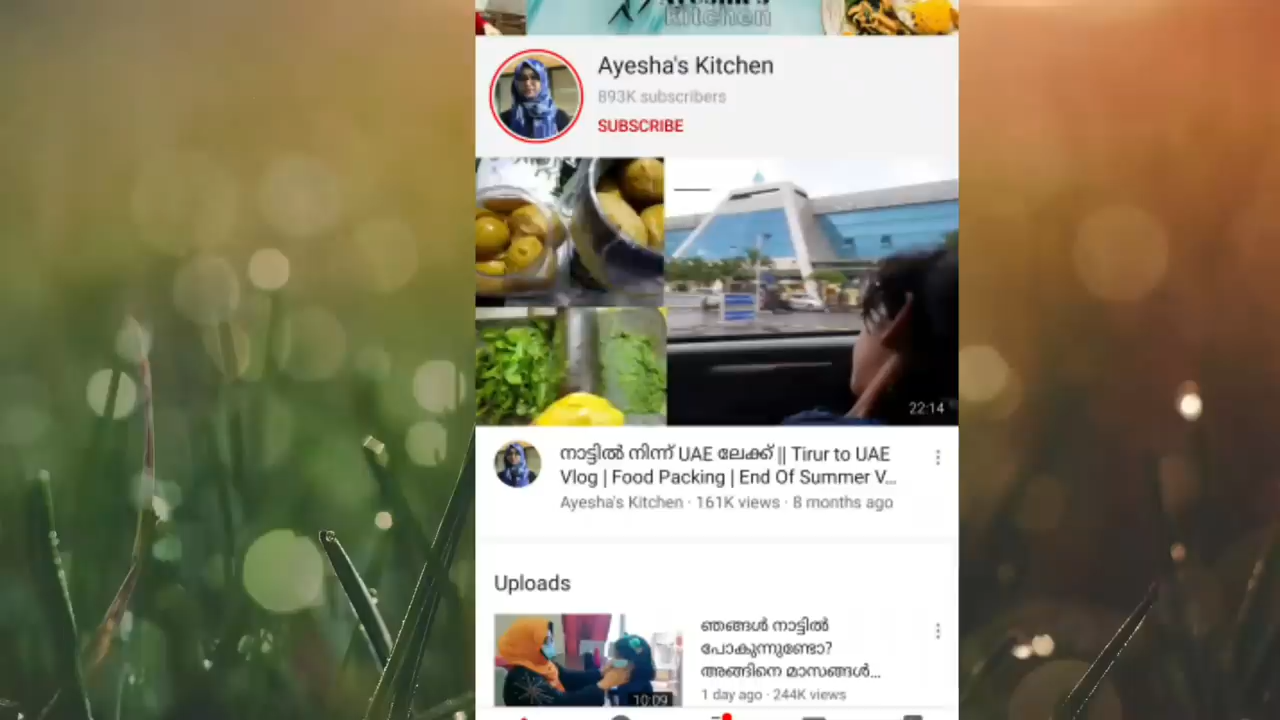 Kitchen
Ayesha's Kitchen
893K subscribers
SUBSCRIBE
22:14
നാട്ടിൽ നിന്ന് UAE ലേക്ക് || Tirur to UAE
Vlog | Food Packing | End Of Summer V...
Ayesha's Kitchen · 161K views · 8 months ago
Uploads
ഞങ്ങൾ നാട്ടിൽ
പോകുന്നുണ്ടോ?
അങ്ങിനെ മാസങ്ങൾ...
10:09
1 day ago · 244K views